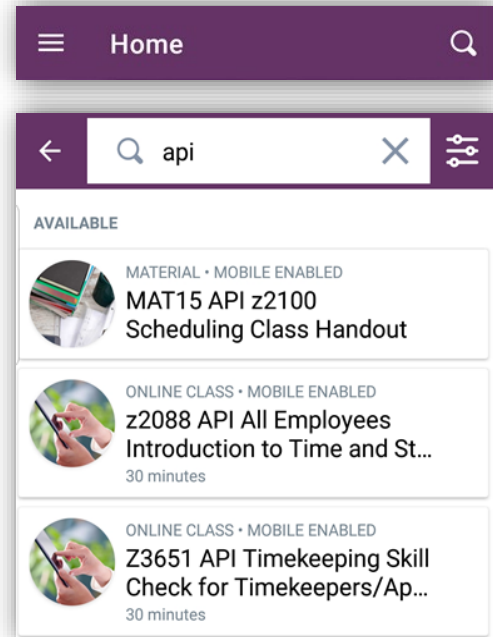 Home
api
AVAILABLE
MATERIAL • MOBILE ENABLED
MAT15 API z2100
Scheduling Class Handout
ONLINE CLASS • MOBILE ENABLED
z2088 API All Employees
Introduction to Time and St...
30 minutes
ONLINE CLASS • MOBILE ENABLED
Z3651 API Timekeeping Skill
Check for Timekeepers/Ap...
30 minutes